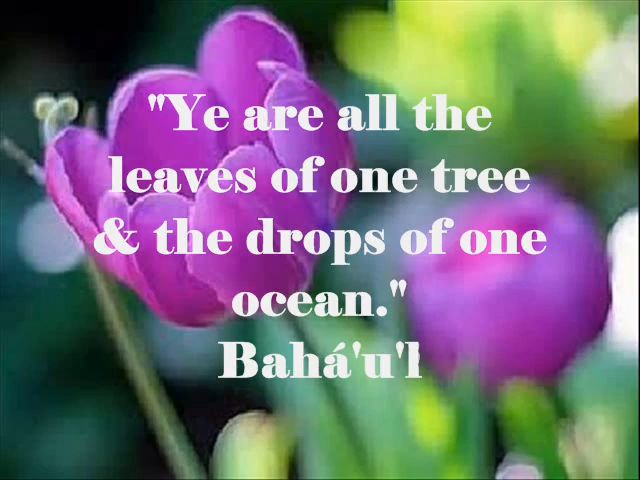 "Ye are all the
leaves of one tree
& the drops of one
ocean."
Bahá'u'l